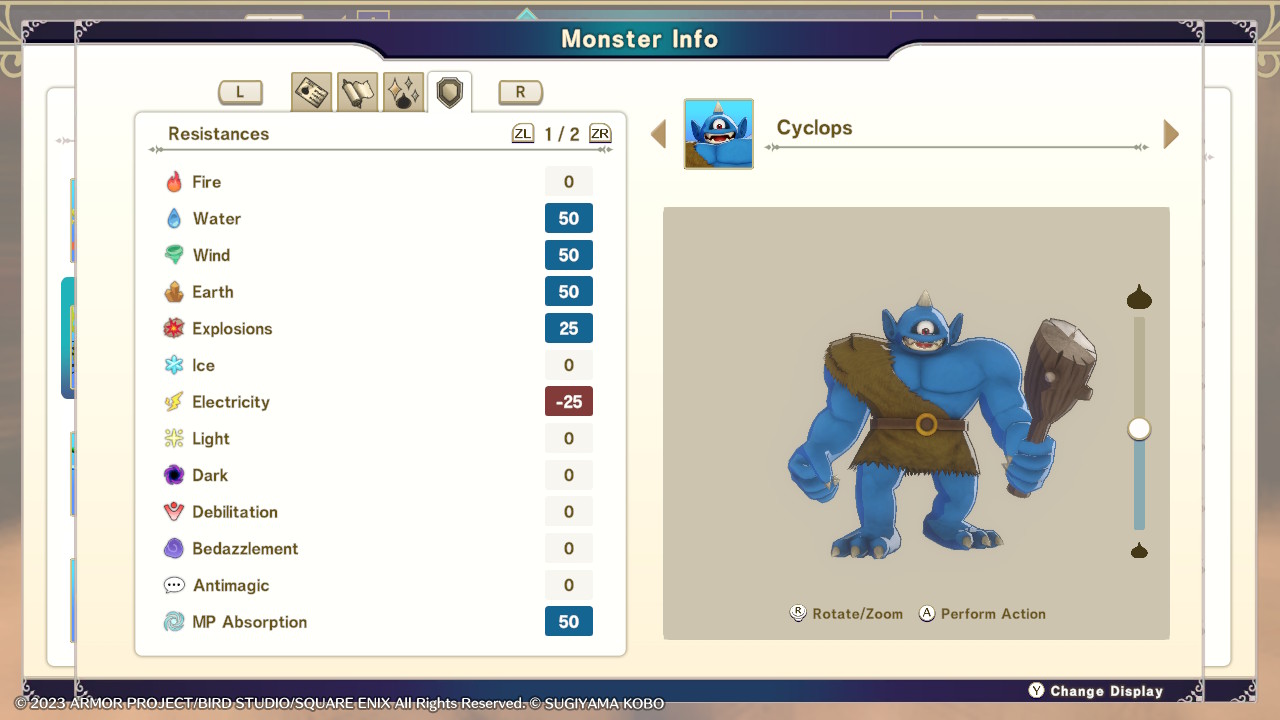 Monster Info
L
R
Resistances
ZL 1 / 2 ZR
Fire 0
Water 50
Wind 50
Earth 50
Explosions 25
Ice 0
Electricity -25
Light 0
Dark 0
Debilitation 0
Bedazzlement 0
Antimagic 0
MP Absorption 50
Cyclops
R Rotate/Zoom A Perform Action
Y Change Display
© 2023 ARMOR PROJECT/BIRD STUDIO/SQUARE ENIX All Rights Reserved. © SUGIYAMA KOBO